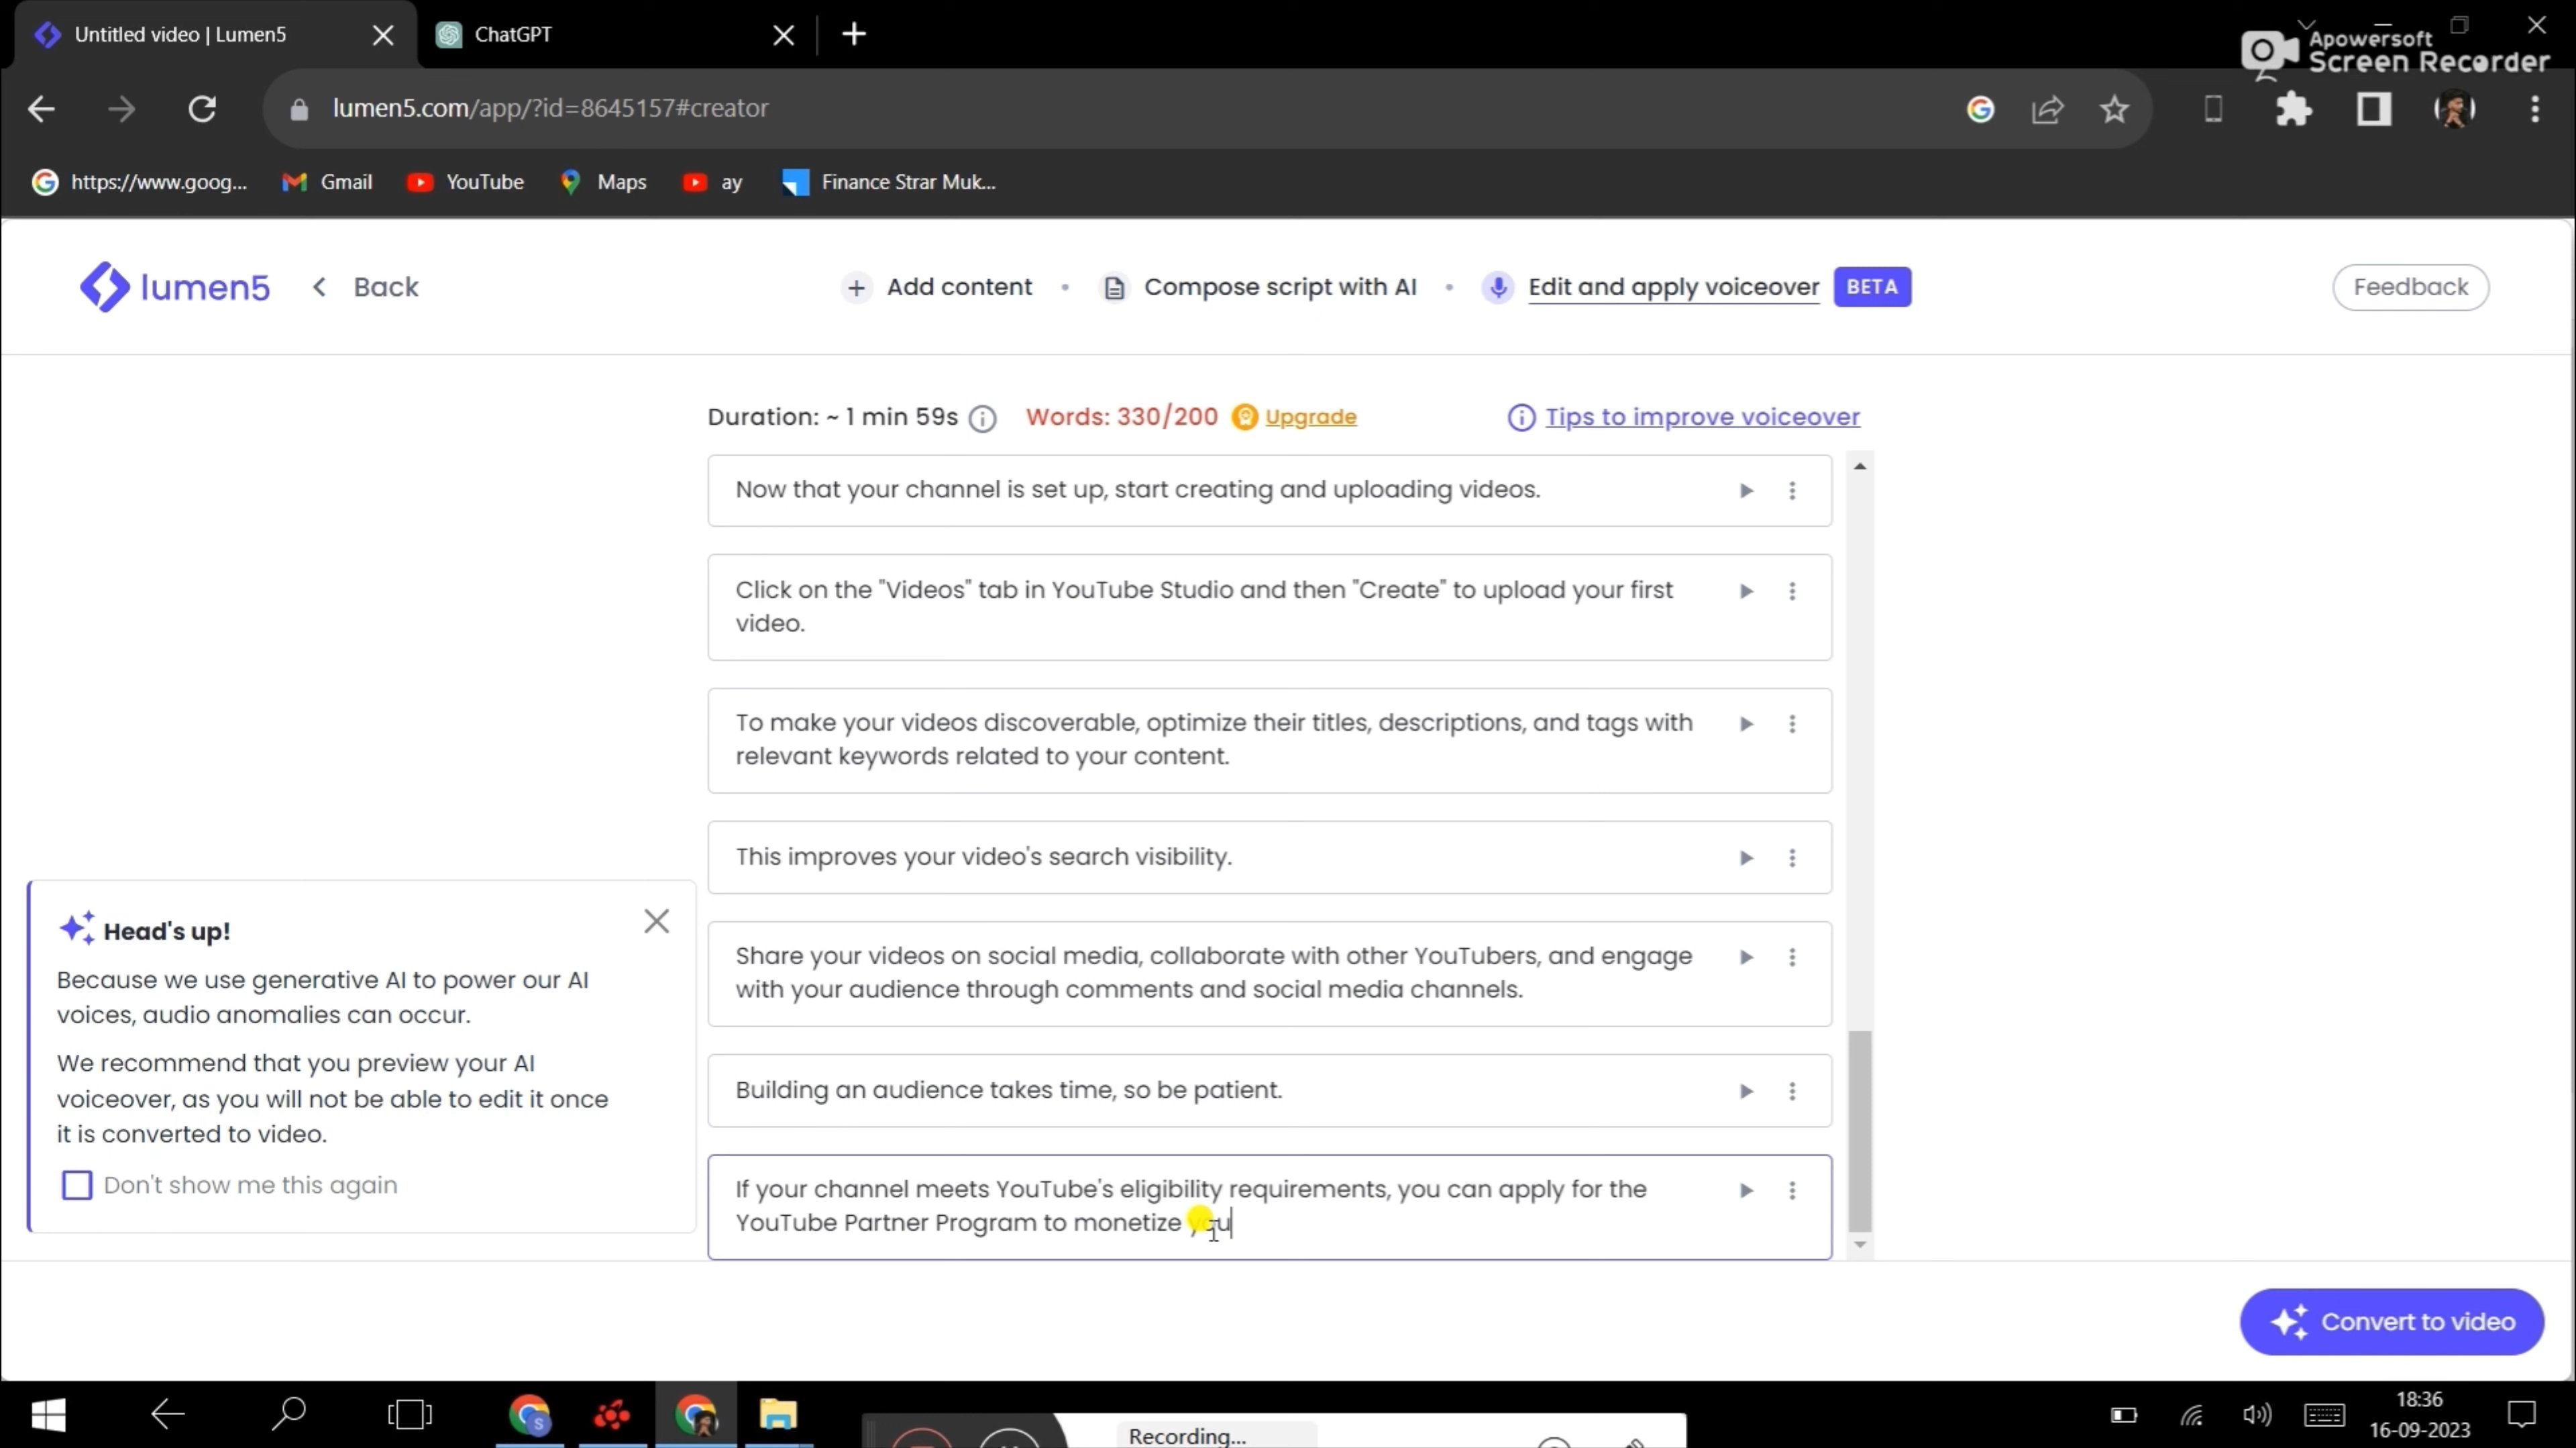 Untitled video | Lumen5
ChatGPT
Apowersoft
Screen Recorder
lumen5.com/app/?id=8645157#creator
https://www.goog...
Gmail
YouTube
Maps
ay
Finance Strar Muk...
lumen5
Back
Add content
Compose script with AI
Edit and apply voiceover
BETA
Feedback
Duration: ~ 1 min 59s
Words: 330/200
Upgrade
Tips to improve voiceover
Now that your channel is set up, start creating and uploading videos.
Click on the "Videos" tab in YouTube Studio and then "Create" to upload your first
video.
To make your videos discoverable, optimize their titles, descriptions, and tags with
relevant keywords related to your content.
This improves your video's search visibility.
Share your videos on social media, collaborate with other YouTubers, and engage
with your audience through comments and social media channels.
Building an audience takes time, so be patient.
If your channel meets YouTube's eligibility requirements, you can apply for the
YouTube Partner Program to monetize you
Head's up!
Because we use generative AI to power our AI
voices, audio anomalies can occur.
We recommend that you preview your AI
voiceover, as you will not be able to edit it once
it is converted to video.
Don't show me this again
Convert to video
S
Recording...
18:36
16-09-2023